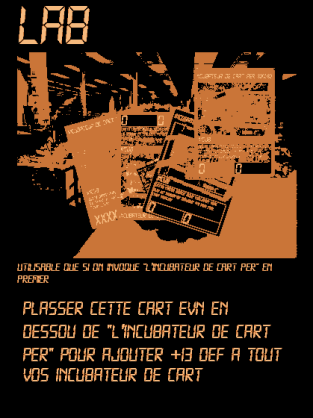 LAB
UTILISABLE QUE SI ON INVOQUE "L'INCUBATEUR DE CART PER" EN
PREMIER
PLASSER CETTE CART EVN EN
DESSOU DE "L'INCUBATEUR DE CART
PER" POUR AJOUTER +13 DEF A TOUT
VOS INCUBATEUR DE CART